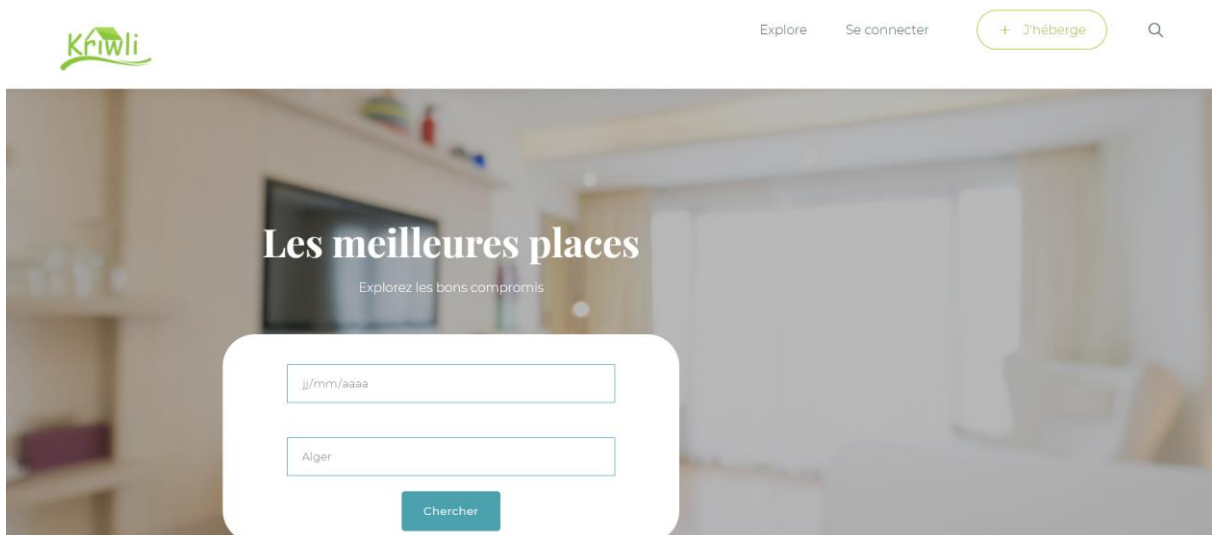 Kriwli
Explore
Se connecter
+ J'héberge
Les meilleures places
Explorez les bons compromis
jj/mm/aaaa
Alger
Chercher